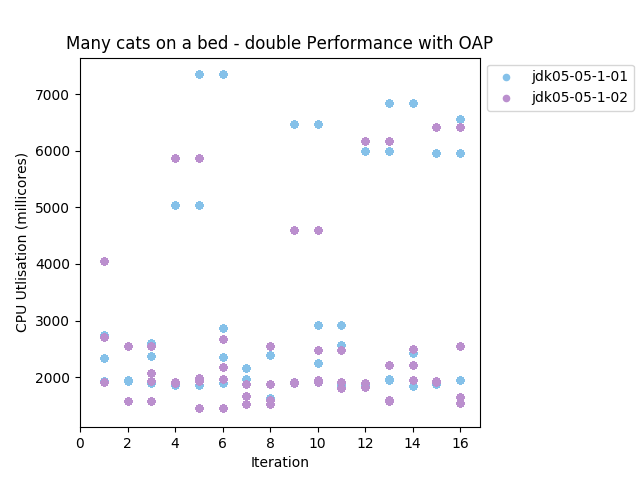 Many cats on a bed - double Performance with OAP
jdk05-05-1-01
jdk05-05-1-02
CPU Utlisation (millicores)
7000
6000
5000
4000
3000
2000
0 2 4 6 8 10 12 14 16
Iteration